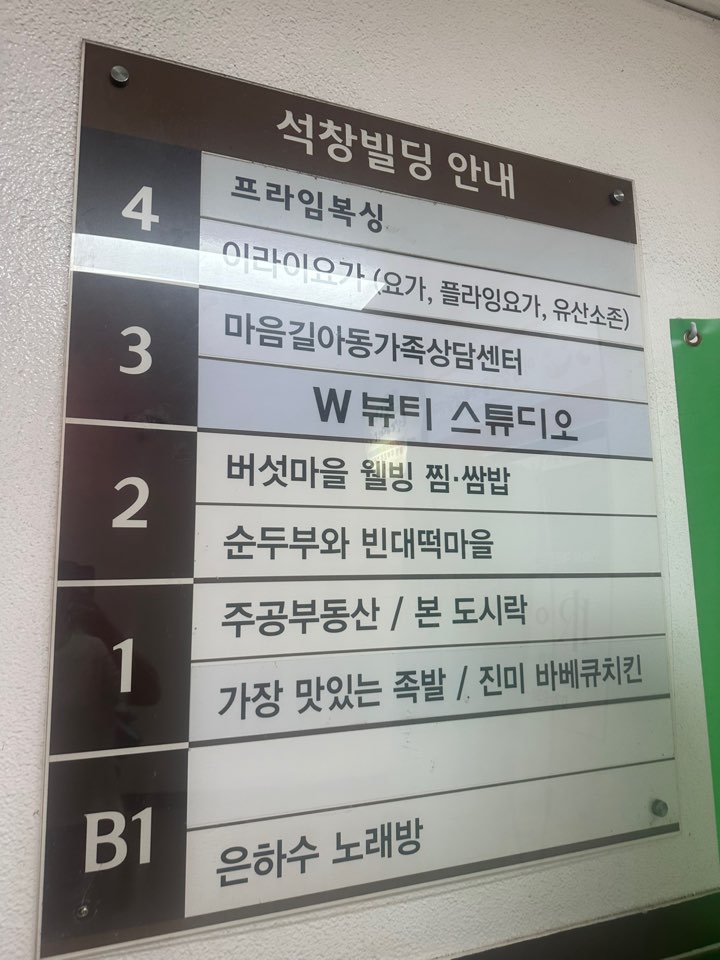 석창빌딩 안내
4
프라임복싱
이라이요가 (요가, 플라잉요가, 유산소존)
3
마음길아동가족상담센터
W 뷰티 스튜디오
2
버섯마을 웰빙 찜·쌈밥
순두부와 빈대떡마을
1
주공부동산 / 본 도시락
가장 맛있는 족발 / 진미 바베큐치킨
B1
은하수 노래방